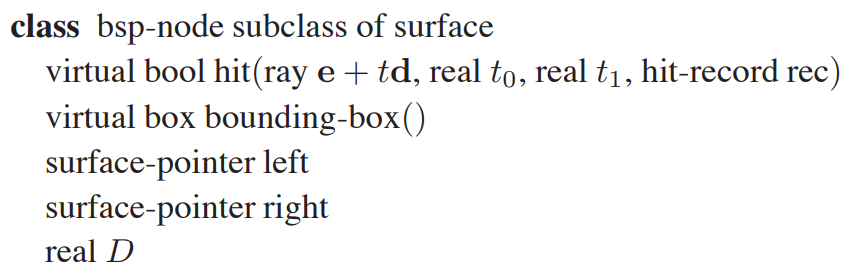 class bsp-node subclass of surface
virtual bool hit(ray e + td, real t₀, real t₁, hit-record rec)
virtual box bounding-box()
surface-pointer left
surface-pointer right
real D